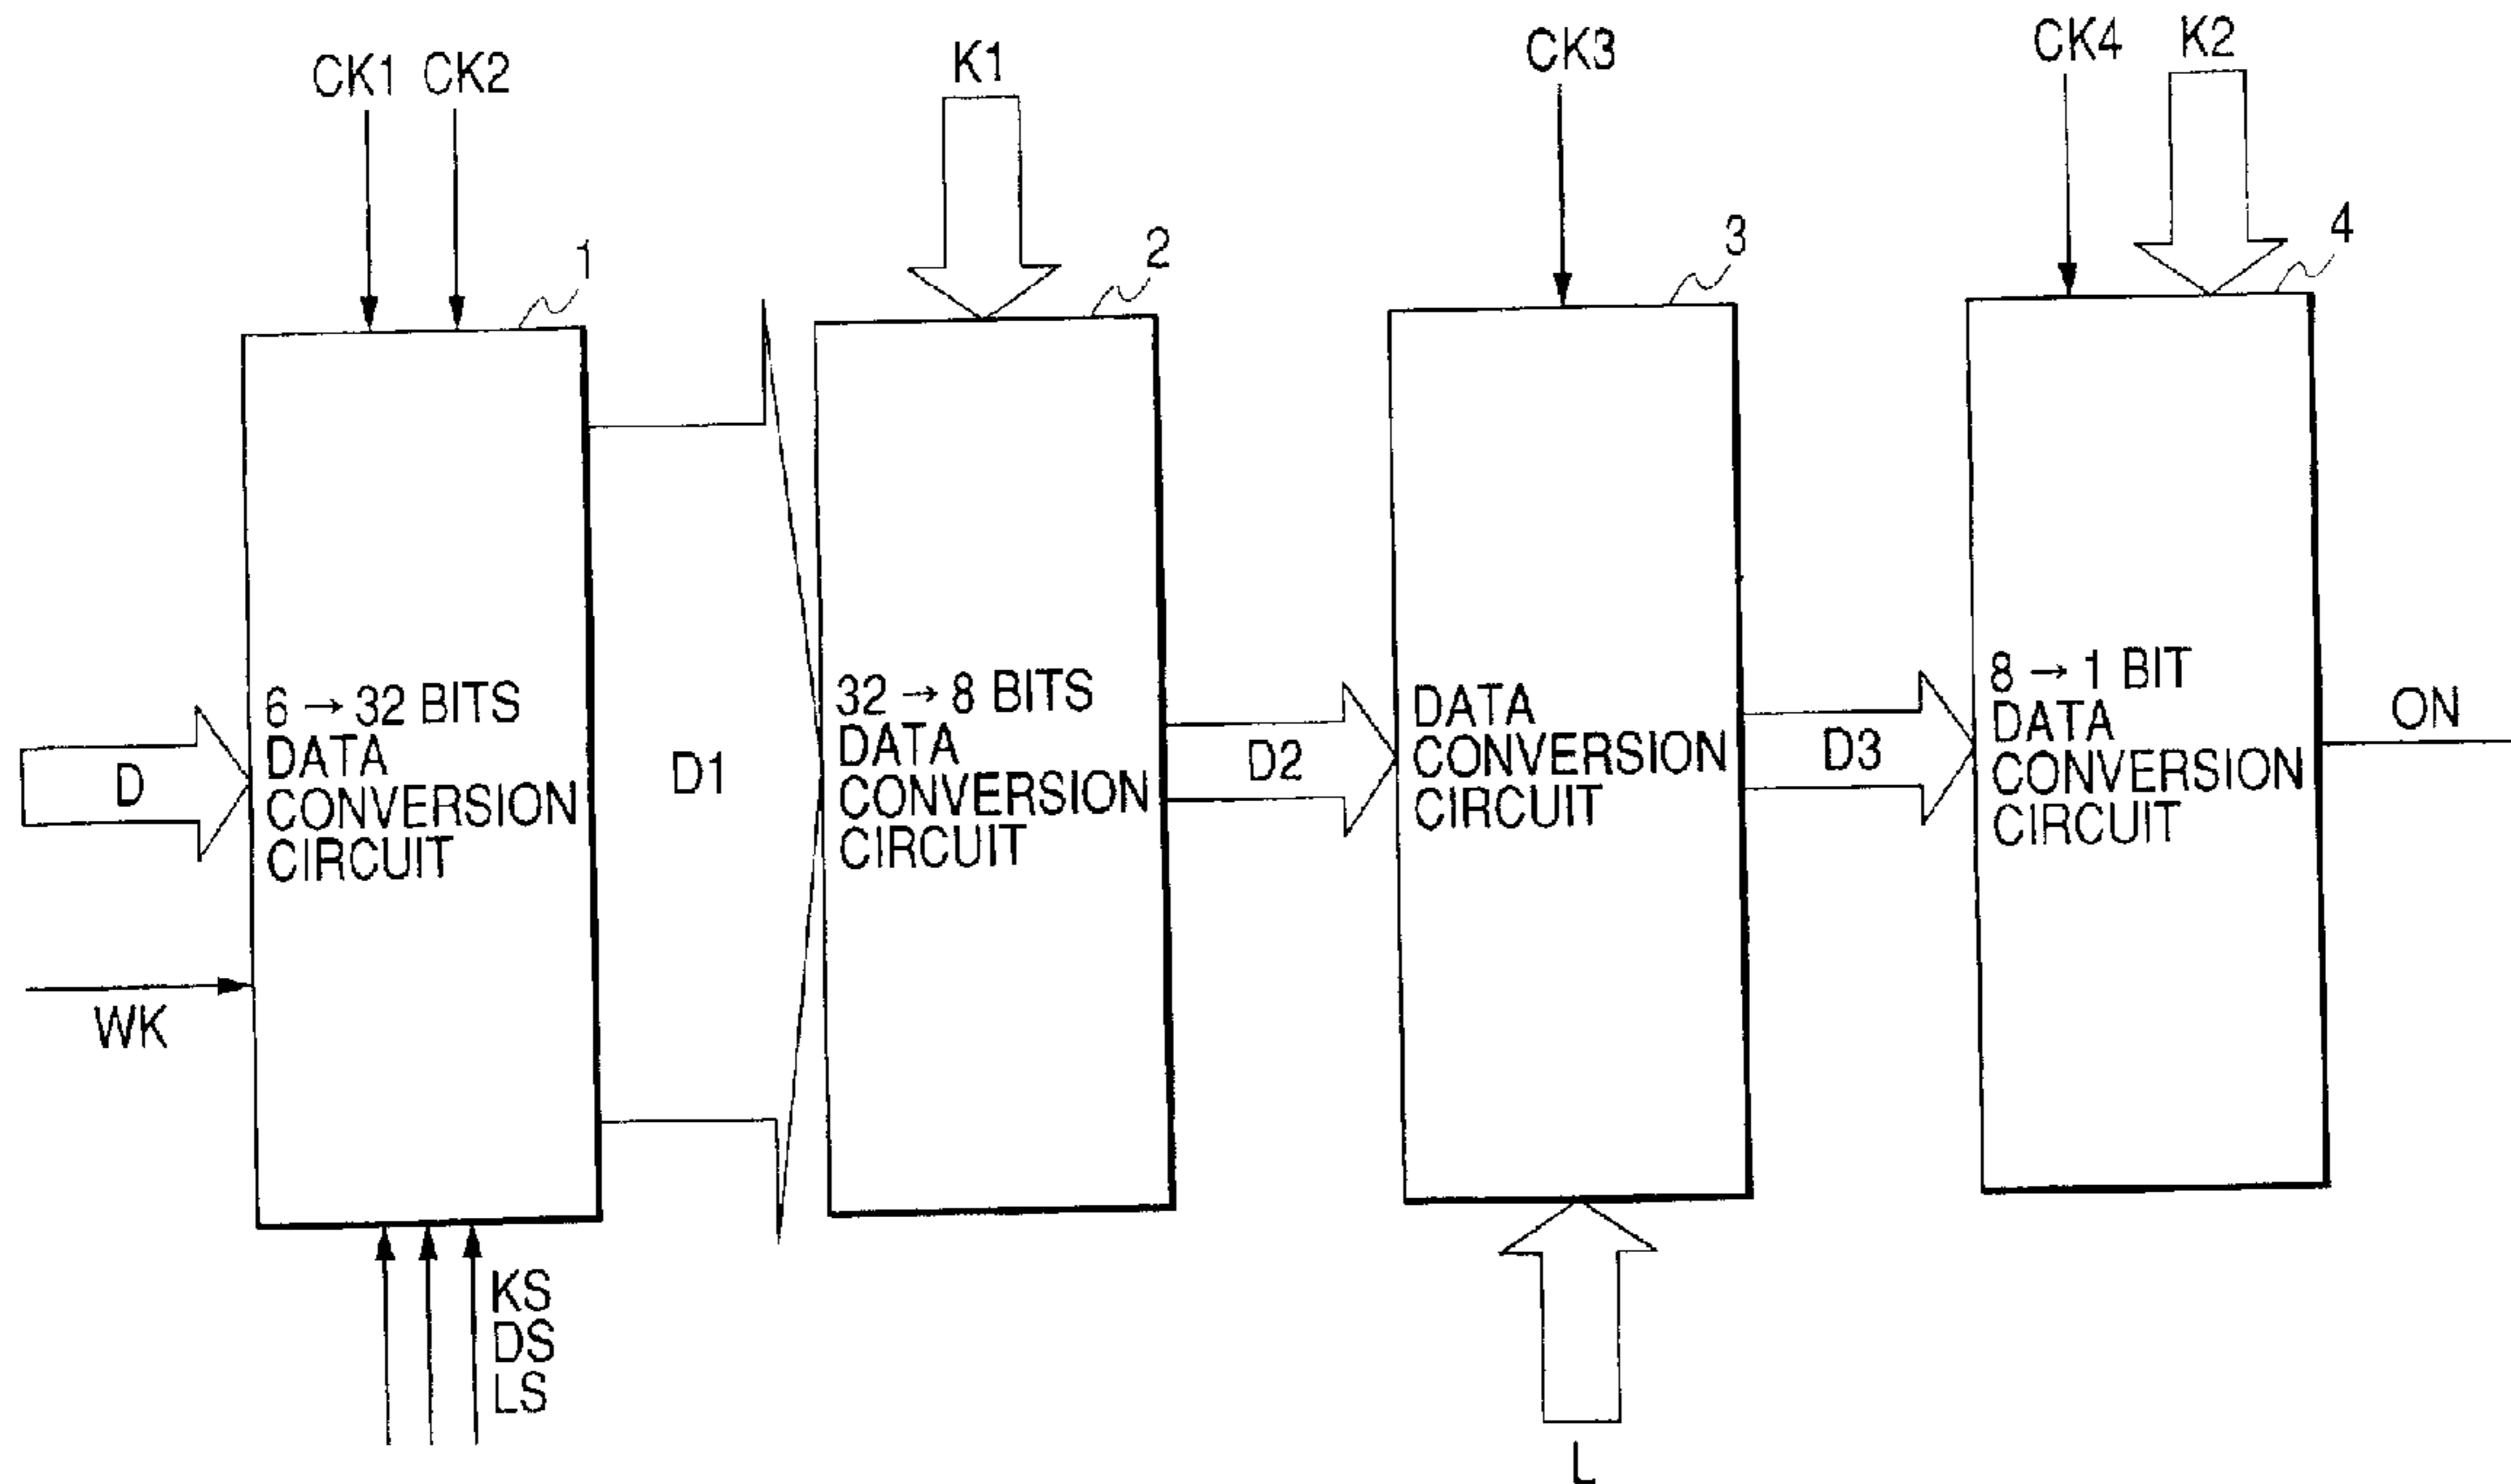 CK1 CK2
K1
CK3
CK4 K2
1
2
3
4
6 → 32 BITS
DATA
CONVERSION
CIRCUIT
32 → 8 BITS
DATA
CONVERSION
CIRCUIT
DATA
CONVERSION
CIRCUIT
8 → 1 BIT
DATA
CONVERSION
CIRCUIT
D
D1
D2
D3
ON
WK
KS
DS
LS
L